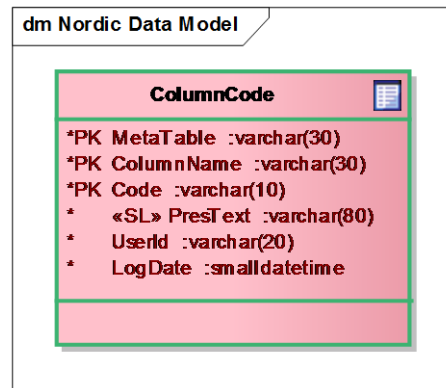 dm Nordic Data Model
ColumnCode
*PK MetaTable :varchar(30)
*PK ColumnName :varchar(30)
*PK Code :varchar(10)
* «SL» PresText :varchar(80)
* UserId :varchar(20)
* LogDate :smalldatetime